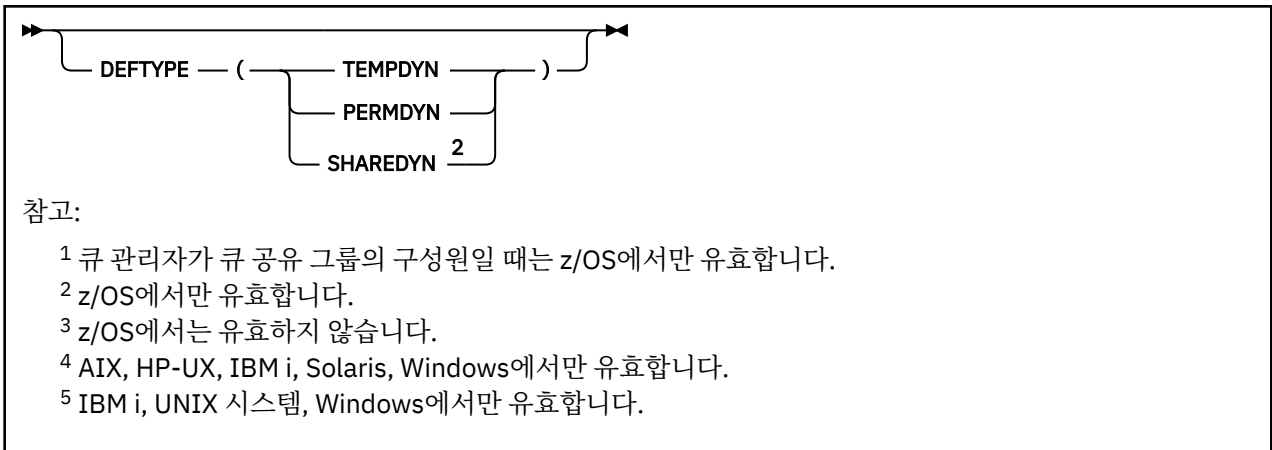 DEFTYPE ( TEMPDYN )
PERMDYN
SHAREDYN 2
참고:
1 큐 관리자가 큐 공유 그룹의 구성원일 때는 z/OS에서만 유효합니다.
2 z/OS에서만 유효합니다.
3 z/OS에서는 유효하지 않습니다.
4 AIX, HP-UX, IBM i, Solaris, Windows에서만 유효합니다.
5 IBM i, UNIX 시스템, Windows에서만 유효합니다.